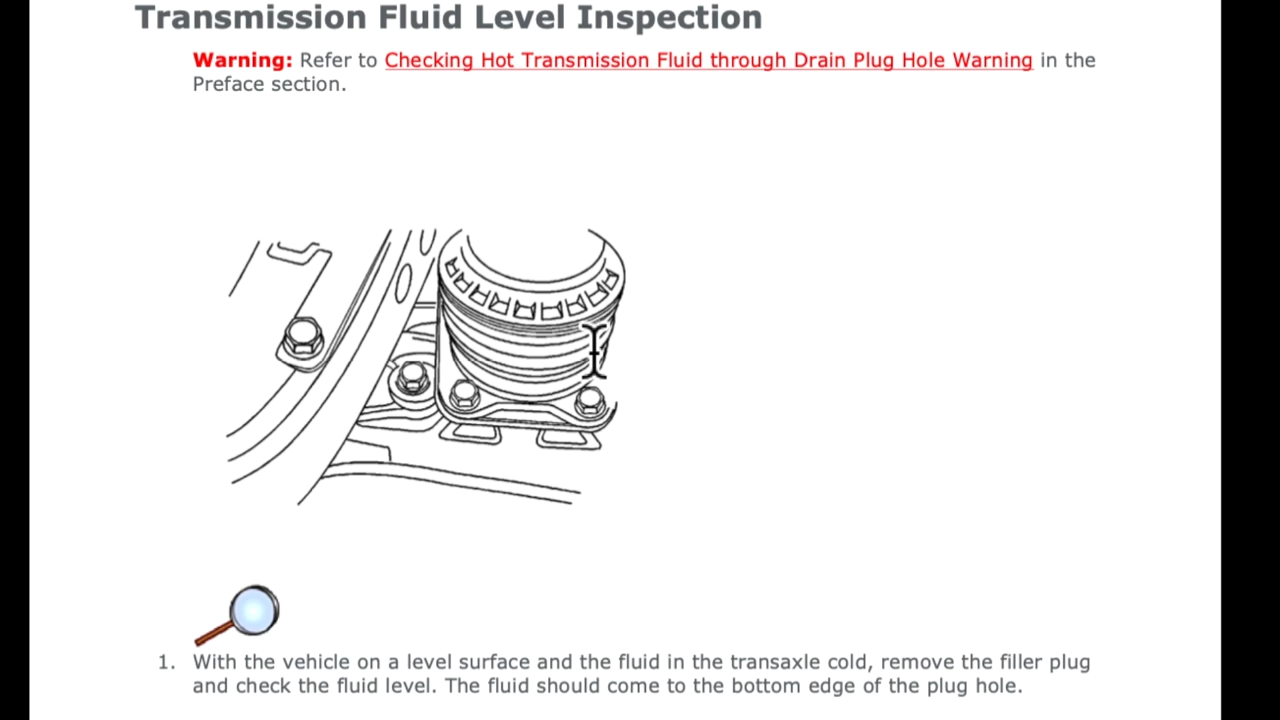 Transmission Fluid Level Inspection
Warning: Refer to Checking Hot Transmission Fluid through Drain Plug Hole Warning in the
Preface section.
1. With the vehicle on a level surface and the fluid in the transaxle cold, remove the filler plug
and check the fluid level. The fluid should come to the bottom edge of the plug hole.